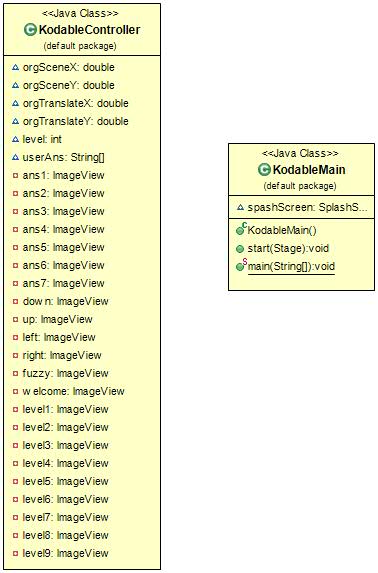 <<Java Class>>
KodableController
(default package)
orgSceneX: double
orgSceneY: double
orgTranslateX: double
orgTranslateY: double
level: int
userAns: String[]
ans1: ImageView
ans2: ImageView
ans3: ImageView
ans4: ImageView
ans5: ImageView
ans6: ImageView
ans7: ImageView
down: ImageView
up: ImageView
left: ImageView
right: ImageView
fuzzy: ImageView
welcome: ImageView
level1: ImageView
level2: ImageView
level3: ImageView
level4: ImageView
level5: ImageView
level6: ImageView
level7: ImageView
level8: ImageView
level9: ImageView
<<Java Class>>
KodableMain
(default package)
spashScreen: SplashS...
KodableMain()
start(Stage):void
main(String[]):void